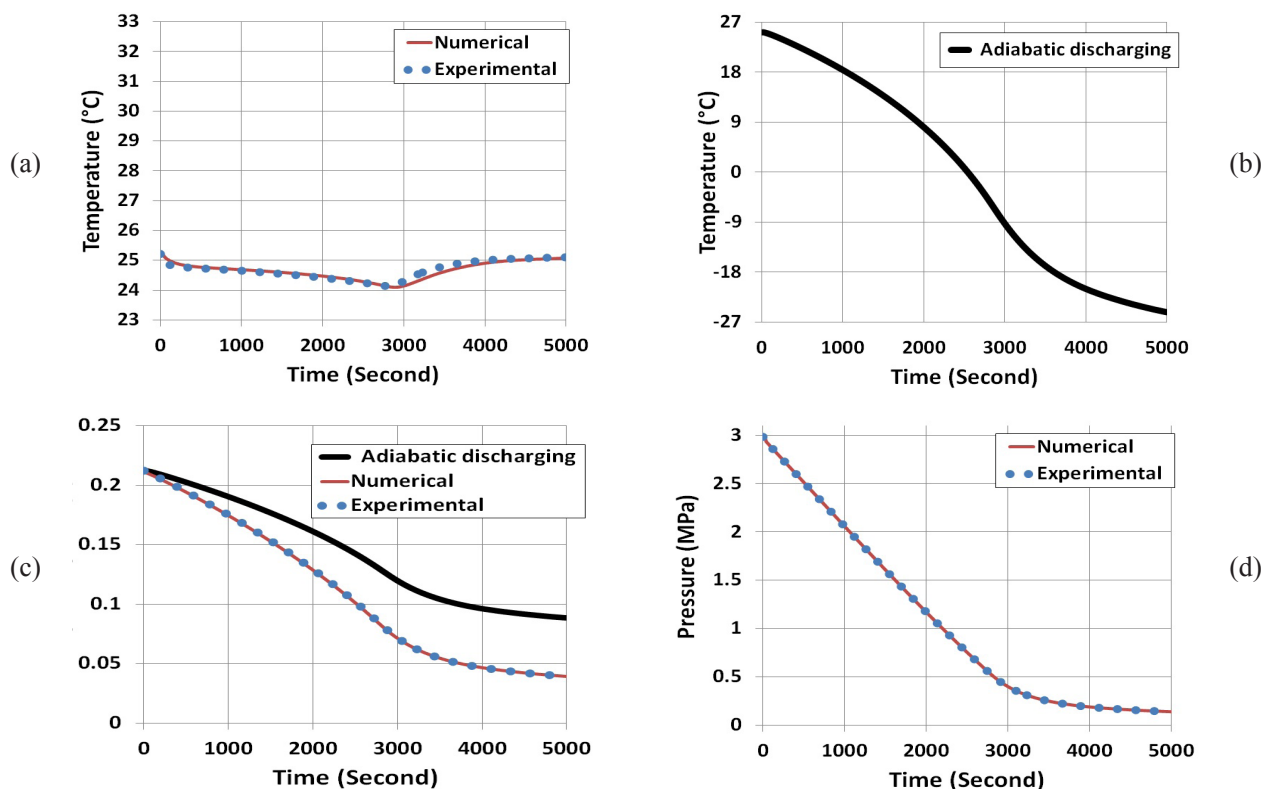 (a)
Temperature (°C)
33
32
31
30
29
28
27
26
25
24
23
Numerical
Experimental
0 1000 2000 3000 4000 5000
Time (Second)
(b)
Temperature (°C)
27
18
9
0
-9
-18
-27
Adiabatic discharging
0 1000 2000 3000 4000 5000
Time (Second)
(c)
0.25
0.2
0.15
0.1
0.05
0
Adiabatic discharging
Numerical
Experimental
0 1000 2000 3000 4000 5000
Time (Second)
(d)
Pressure (MPa)
3
2.5
2
1.5
1
0.5
0
Numerical
Experimental
0 1000 2000 3000 4000 5000
Time (Second)